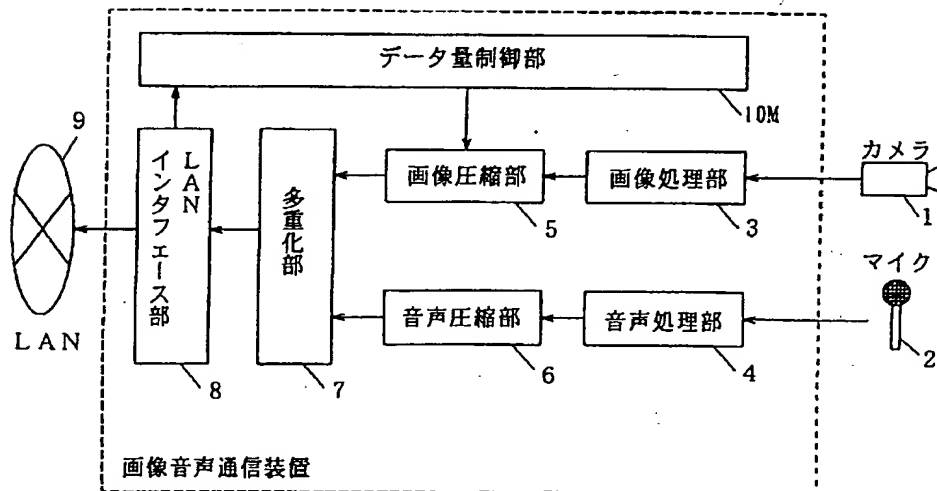 データ量制御部
10M
9
LAN
インタフェース部
LAN
8
多重化部
7
画像圧縮部
5
画像処理部
3
カメラ
1
音声圧縮部
6
音声処理部
4
マイク
2
画像音声通信装置